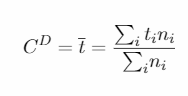 $C^D = \bar{t} = \frac{\sum_i t_i n_i}{\sum_i n_i}$